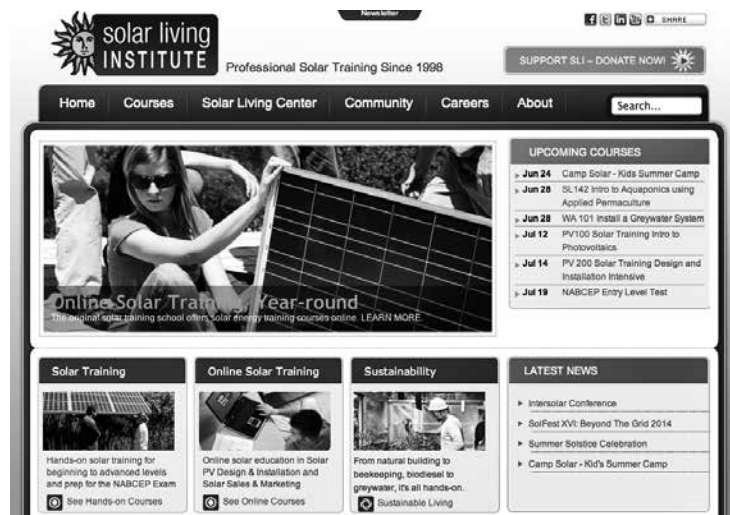 Newsletter
SHARE
solar living
INSTITUTE
Professional Solar Training Since 1998
SUPPORT SLI – DONATE NOW!
Home Courses Solar Living Center Community Careers About Search...
Online Solar Training, Year-round
The original solar training school offers solar energy training courses online. LEARN MORE.
UPCOMING COURSES
Jun 24 Camp Solar - Kids Summer Camp
Jun 28 SL142 Intro to Aquaponics using
Applied Permaculture
Jun 28 WA 101 Install a Greywater System
Jul 12 PV100 Solar Training Intro to
Photovoltaics
Jul 14 PV 200 Solar Training Design and
Installation Intensive
Jul 19 NABCEP Entry Level Test
Solar Training
Hands-on solar training for
beginning to advanced levels
and prep for the NABCEP Exam
See Hands-on Courses
Online Solar Training
Online solar education in Solar
PV Design & Installation and
Solar Sales & Marketing
See Online Courses
Sustainability
From natural building to
beekeeping, biodiesel to
greywater, it's all hands-on.
Sustainable Living
LATEST NEWS
Intersolar Conference
SolFest XVI: Beyond The Grid 2014
Summer Solstice Celebration
Camp Solar - Kid's Summer Camp